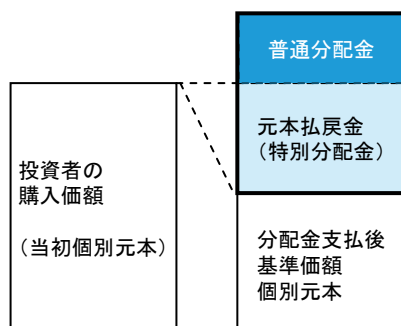 普通分配金
元本払戻金
（特別分配金）
投資者の
購入価額
（当初個別元本）
分配金支払後
基準価額
個別元本